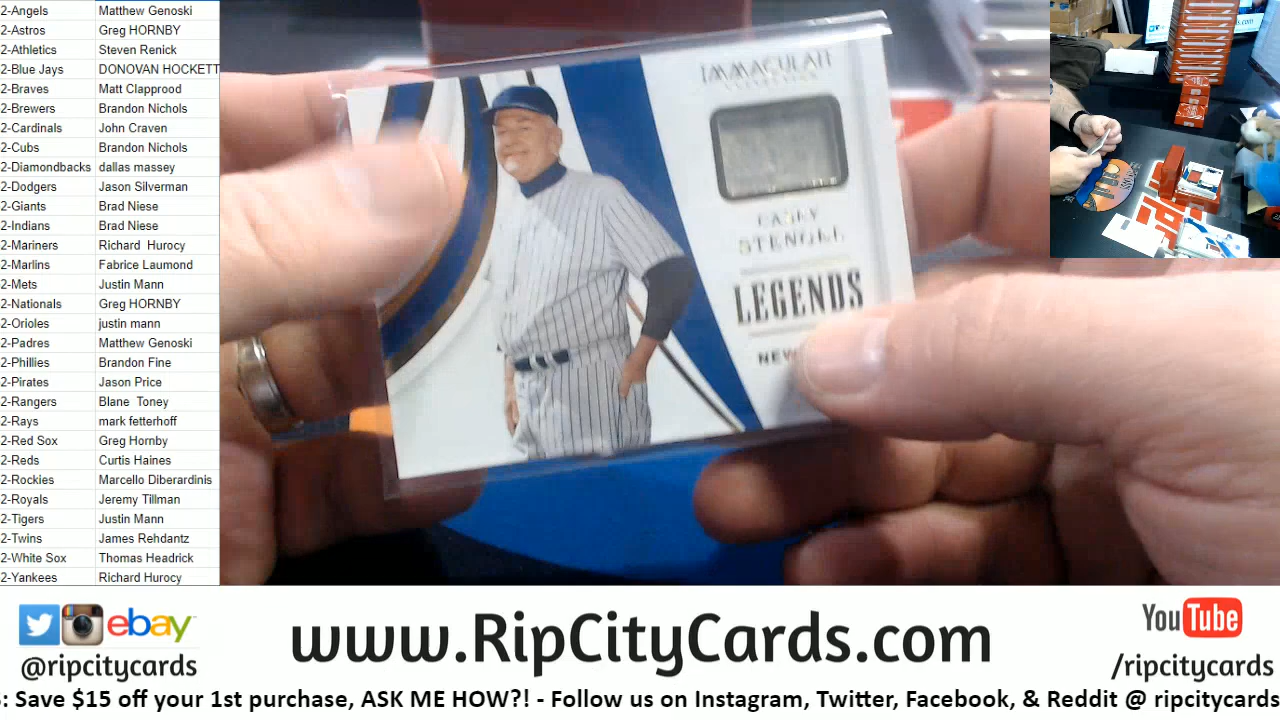 2-Angels Matthew Genoski
2-Astros Greg HORNBY
2-Athletics Steven Renick
2-Blue Jays DONOVAN HOCKETT
2-Braves Matt Clapprood
2-Brewers Brandon Nichols
2-Cardinals John Craven
2-Cubs Brandon Nichols
2-Diamondbacks dallas massey
2-Dodgers Jason Silverman
2-Giants Brad Niese
2-Indians Brad Niese
2-Mariners Richard Hurocy
2-Marlins Fabrice Laumond
2-Mets Justin Mann
2-Nationals Greg HORNBY
2-Orioles justin mann
2-Padres Matthew Genoski
2-Phillies Brandon Fine
2-Pirates Jason Price
2-Rangers Blane Toney
2-Rays mark fetterhoff
2-Red Sox Greg Hornby
2-Reds Curtis Haines
2-Rockies Marcello Diberardinis
2-Royals Jeremy Tillman
2-Tigers Justin Mann
2-Twins James Rehdantz
2-White Sox Thomas Headrick
2-Yankees Richard Hurocy
IMMACULATE
COLLECTION
CASEY
STENGEL
LEGENDS
NEW
ebay
@ripcitycards
www.RipCityCards.com
YouTube
/ripcitycards
: Save $15 off your 1st purchase, ASK ME HOW?! - Follow us on Instagram, Twitter, Facebook, & Reddit @ ripcitycards